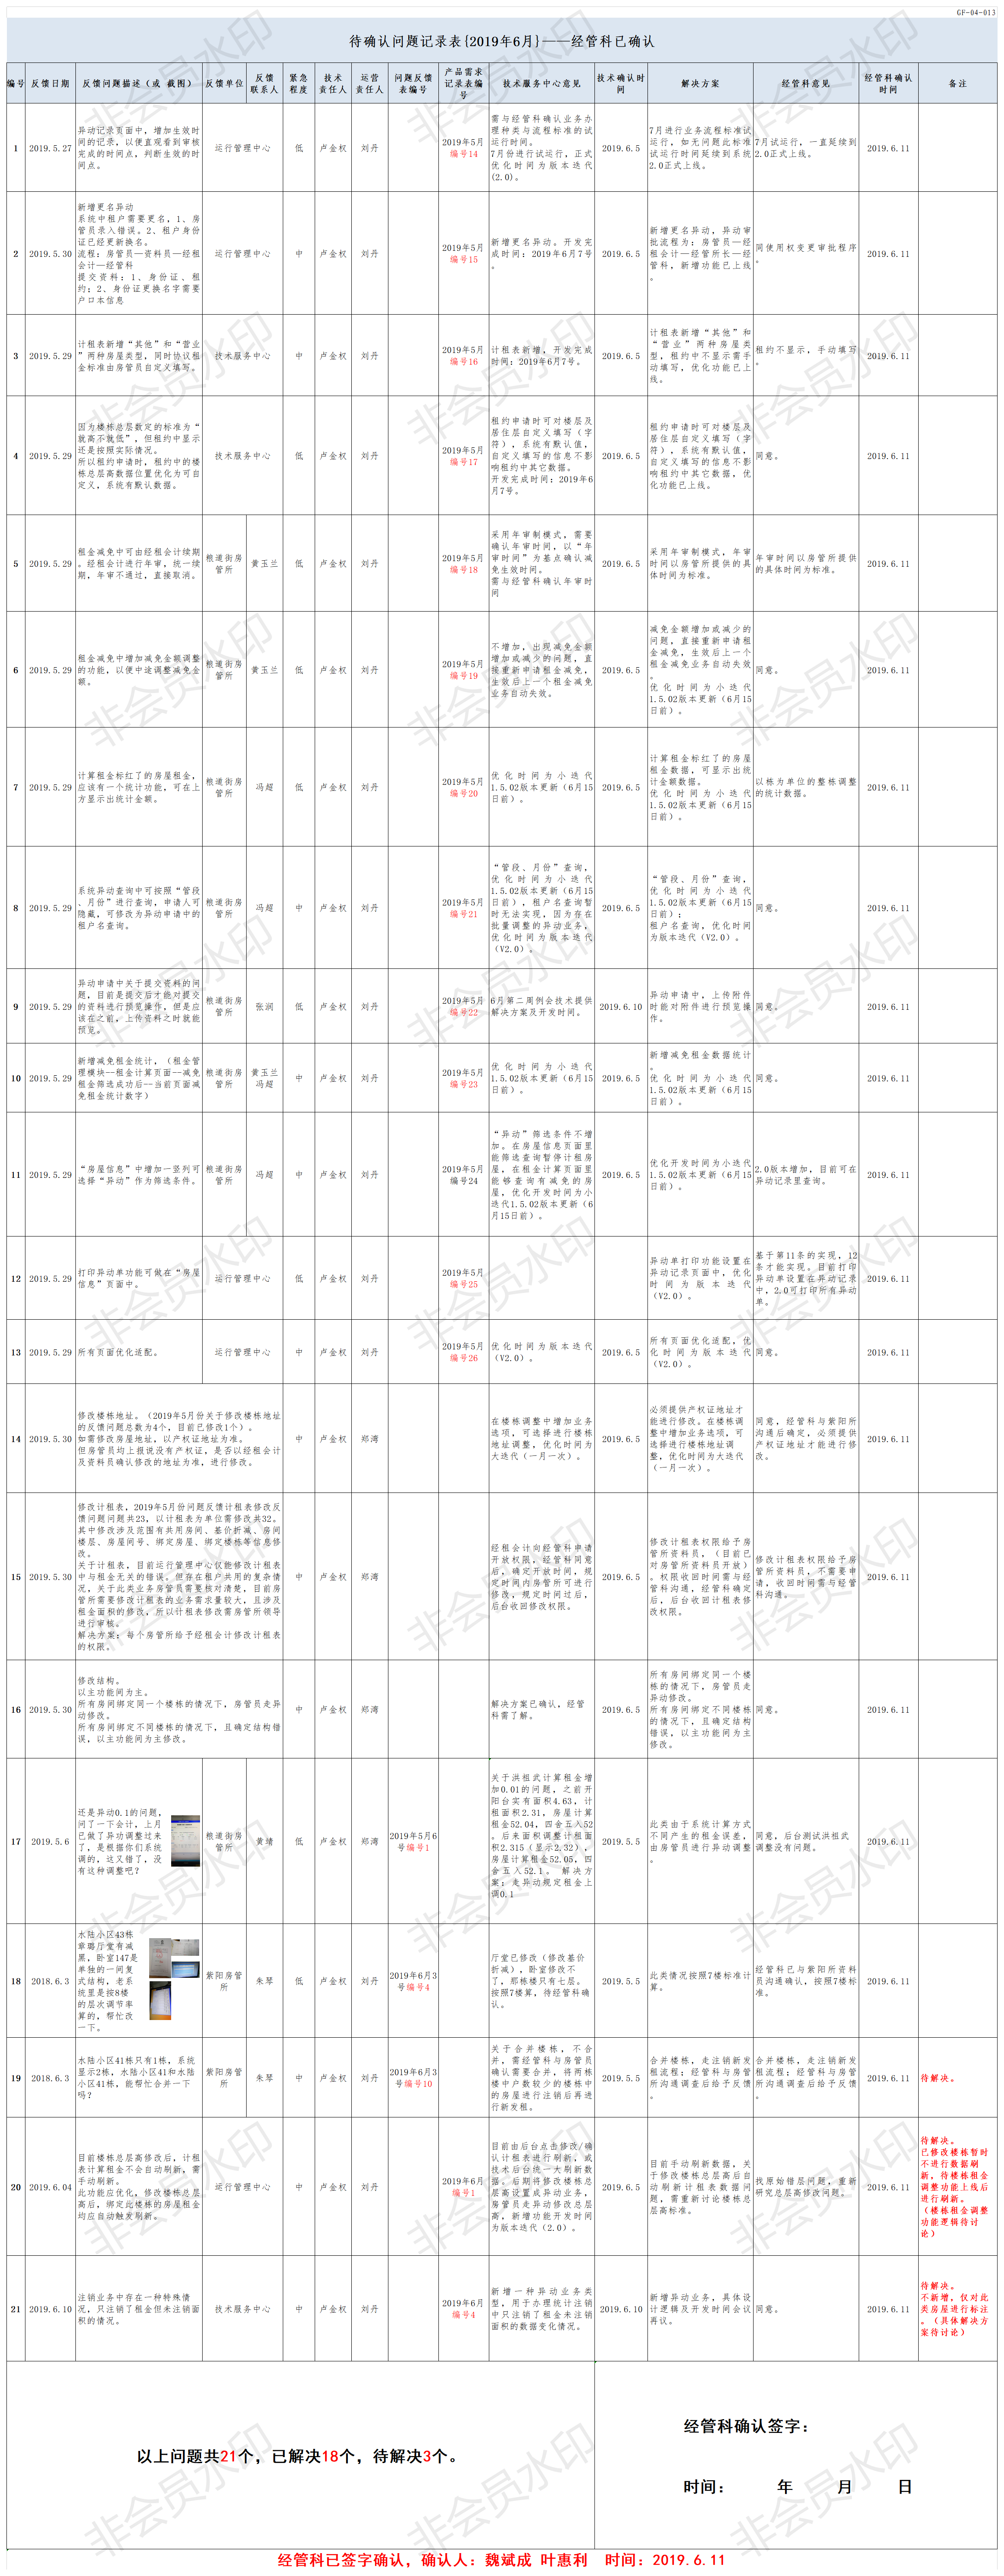 GF-04-013
待确认问题记录表{2019年6月}——经管科已确认
编号 反馈日期 反馈问题描述（或 截图） 反馈单位 反馈联系人 紧急程度 技术责任人 运营责任人 问题反馈表编号 产品需求记录表编号 技术服务中心意见 技术确认时间 解决方案 经管科意见 经管科确认时间 备注
1 2019.5.27 异动记录页面中，增加生效时间的记录，以便直观看到审核完成的时间点，判断生效的时间点。 运行管理中心 低 卢金权 刘丹 2019年5月编号14 需与经管科确认业务办理种类与流程标准的试运行时间。7月份进行试运行，正式优化时间为版本迭代(2.0)。 2019.6.5 7月进行业务流程标准试运行，如无问题此标准试运行时间延续到系统2.0正式上线。 7月试运行，一直延续到2.0正式上线。 2019.6.11
2 2019.5.30 新增更名异动 系统中租户需要更名，1、房管员录入错误。2、租户身份证已经更新换名。流程：房管员—资料员—经租会计—经管科 提交资料：1、身份证、租约；2、身份证更换名字需要户口本信息 运行管理中心 中 卢金权 刘丹 2019年5月编号15 新增更名异动。开发完成时间：2019年6月7号。 2019.6.5 新增更名异动，异动审批流程为：房管员—经租会计—经管所长—经管科，新增功能已上线。 同使用权变更审批程序。 2019.6.11
3 2019.5.29 计租表新增“其他”和“营业”两种房屋类型，同时协议租金标准由房管员自定义填写。 技术服务中心 中 卢金权 刘丹 2019年5月编号16 计租表新增，开发完成时间：2019年6月7号。 2019.6.5 计租表新增“其他”和“营业”两种房屋类型，租约中不显示需手动填写，优化功能已上线。 租约不显示，手动填写。 2019.6.11
4 2019.5.29 因为楼栋总层数定的标准为“就高不就低”，但租约中显示还是按照实际情况。所以租约申请时，租约中的楼栋总层高数据位置优化为可自定义，系统有默认数据。 技术服务中心 低 卢金权 刘丹 2019年5月编号17 租约申请时可对楼层及居住层自定义填写（字符），系统有默认值，自定义填写的信息不影响租约中其它数据。开发完成时间：2019年6月7号。 2019.6.5 租约申请时可对楼层及居住层自定义填写（字符），系统有默认值，自定义填写的信息不影响租约中其它数据，优化功能已上线。 同意。 2019.6.11
5 2019.5.29 租金减免中可由经租会计续期。经租会计进行年审，统一续期，年审不通过，直接取消。 粮道街房管所 黄玉兰 低 卢金权 刘丹 2019年5月编号18 采用年审制模式，需要确认年审时间，以“年审时间”为基点确认减免生效时间。需与经管科确认年审时间 2019.6.5 采用年审制模式，年审时间以房管所提供的具体时间为标准。 年审时间以房管所提供的具体时间为标准。 2019.6.11
6 2019.5.29 租金减免中增加减免金额调整的功能，以便中途调整减免金额。 粮道街房管所 黄玉兰 低 卢金权 刘丹 2019年5月编号19 不增加，出现减免金额增加或减少的问题，直接重新申请租金减免，生效后上一个租金减免业务自动失效。 2019.6.5 减免金额增加或减少的问题，直接重新申请租金减免，生效后上一个租金减免业务自动失效。优化时间为小迭代1.5.02版本更新（6月15日前）。 同意。 2019.6.11
7 2019.5.29 计算租金标红了的房屋租金，应该有一个统计功能，可在上方显示出统计金额。 粮道街房管所 冯超 低 卢金权 刘丹 2019年5月编号20 优化时间为小迭代1.5.02版本更新（6月15日前）。 2019.6.5 计算租金标红了的房屋租金数据，可显示出统计金额数据。优化时间为小迭代1.5.02版本更新（6月15日前）。 以栋为单位的整栋调整的统计数据。 2019.6.11
8 2019.5.29 系统异动查询中可按照“管段、月份”进行查询，申请人可隐藏，可修改为异动申请中的租户名查询。 粮道街房管所 冯超 中 卢金权 刘丹 2019年5月编号21 “管段、月份”查询，优化时间为小迭代1.5.02版本更新（6月15日前），租户名查询暂时无法实现，因为存在批量调整的异动业务，优化时间为版本迭代（V2.0）。 2019.6.5 “管段、月份”查询，优化时间为小迭代1.5.02版本更新（6月15日前）；租户名查询，优化时间为版本迭代（V2.0）。 同意。 2019.6.11
9 2019.5.29 异动申请中关于提交资料的问题，目前是提交后才能对提交的资料进行预览操作，但是应该在之前，上传资料之时就能预览。 粮道街房管所 张润 低 卢金权 刘丹 2019年5月编号22 6月第二周例会技术提供解决方案及开发时间。 2019.6.10 异动申请中，上传附件时能对附件进行预览操作。 同意。 2019.6.11
10 2019.5.29 新增减免租金统计，（租金管理模块--租金计算页面--减免租金筛选成功后--当前页面减免租金统计数字） 粮道街房管所 黄玉兰 冯超 中 卢金权 刘丹 2019年5月编号23 优化时间为小迭代1.5.02版本更新（6月15日前）。 2019.6.5 新增减免租金数据统计。优化时间为小迭代1.5.02版本更新（6月15日前）。 同意。 2019.6.11
11 2019.5.29 “房屋信息”中增加一竖列可选择“异动”作为筛选条件。 粮道街房管所 冯超 中 卢金权 刘丹 2019年5月编号24 “异动”筛选条件不增加。在房屋信息页面里能筛选查询暂停计租房屋，在租金计算页面里能够查询有减免的房屋，优化开发时间为小迭代1.5.02版本更新（6月15日前）。 2019.6.5 优化开发时间为小迭代1.5.02版本更新（6月15日前）。 2.0版本增加，目前可在异动记录里查询。 2019.6.11
12 2019.5.29 打印异动单功能可做在“房屋信息”页面中。 运行管理中心 低 卢金权 刘丹 2019年5月编号25 异动单打印功能设置在异动记录页面中，优化时间为版本迭代（V2.0）。 基于第11条的实现，12条才能实现。目前打印异动单设置在异动记录中，2.0可打印所有异动单。 2019.6.11
13 2019.5.29 所有页面优化适配。 运行管理中心 中 卢金权 刘丹 2019年5月编号26 优化时间为版本迭代（V2.0）。 2019.6.5 所有页面优化适配，优化时间为版本迭代（V2.0）。 同意。 2019.6.11
14 2019.5.30 修改楼栋地址。（2019年5月份关于修改楼栋地址的反馈问题总数为4个，目前已修改1个）。如需修改房屋地址，以产权证地址为准。但房管员均上报说没有产权证，是否以经租会计及资料员确认修改的地址为准，进行修改。 中 卢金权 郑湾 在楼栋调整中增加业务选项，可选择进行楼栋地址调整，优化时间为大迭代（一月一次）。 2019.6.5 必须提供产权证地址才能进行修改。在楼栋调整中增加业务选项，可选择进行楼栋地址调整，优化时间为大迭代（一月一次）。 同意，经管科与紫阳所沟通后确定，必须提供产权证地址才能进行修改。 2019.6.11
15 2019.5.30 修改计租表，2019年5月份问题反馈计租表修改反馈问题问题共23，以计租表为单位需修改共32。其中修改涉及范围有共用房间、基价折减、房间楼层、房屋间号、绑定房屋、绑定楼栋等信息修改。关于计租表，目前运行管理中心仅能修改计租表中与租金无关的错误。但存在租户共用的复杂情况，关于此类业务房管员需要核对清楚，目前房管所需要修改计租表的业务需求量较大，且涉及租金面积的修改，所以计租表修改需房管所领导进行审核。解决方案：每个房管所给予经租会计修改计租表的权限。 中 卢金权 郑湾 经租会计向经管科申请开放权限，经管科同意后，确定开放时间，规定时间内房管所可进行修改，规定时间过后，后台收回修改权限。 2019.6.5 修改计租表权限给予房管所资料员，（目前已对房管所资料员开放）。权限收回时间需与经管科沟通，经管科确定后，后台收回计租表修改权限。 修改计租表权限给予房管所资料员，不需要申请，收回时间需与经管科沟通。 2019.6.11
16 2019.5.30 修改结构。以主功能间为主。所有房间绑定同一个楼栋的情况下，房管员走异动修改。所有房间绑定不同楼栋的情况下，且确定结构错误，以主功能间为主修改。 中 卢金权 郑湾 解决方案已确认，经管科需了解。 2019.6.5 所有房间绑定同一个楼栋的情况下，房管员走异动修改。所有房间绑定不同楼栋的情况下，且确定结构错误，以主功能间为主修改。 同意。 2019.6.11
17 2019.5.6 还是异动0.1的问题，问了一下会计，上月已做了异动调整过来了，是根据你们系统调的，这又错了，没有这种调整吧？ 粮道街房管所 黄婧 低 卢金权 郑湾 2019年5月6号编号1 关于洪祖武计算租金增加0.01的问题，之前开阳台实有面积4.63，计租面积2.31，房屋计算租金52.04，四舍五入52。后来面积调整计租面积2.315（显示2.32），房屋计算租金52.05，四舍五入52.1。 解决方案：走异动规定租金上调0.1 2019.5.5 此类由于系统计算方式不同产生的租金误差，由房管员进行异动调整。 同意，后台测试洪祖武调整没有问题。 2019.6.11
18 2018.6.3 水陆小区43栋章璐厅堂有减黑，卧室147是单独的一间复式结构，老系统里是按8楼的层次调节率算的，帮忙改一下。 紫阳房管所 朱琴 低 卢金权 刘丹 2019年6月3号编号4 厅堂已修改（修改基价折减），卧室修改不了，那栋楼只有七层。按照7楼算，待经管科确认。 2019.5.5 此类情况按照7楼标准计算。 经管科已与紫阳所资料员沟通确认，按照7楼标准。 2019.6.11
19 2018.6.3 水陆小区41栋只有1栋，系统显示2栋，水陆小区41和水陆小区41栋，能帮忙合并一下吗？ 紫阳房管所 朱琴 中 卢金权 刘丹 2019年6月3号编号10 关于合并楼栋，不合并，需经管科与房管员确认需要合并，将两栋楼中户数较少的楼栋中的房屋进行注销后再进行新发租。 2019.5.5 合并楼栋，走注销新发租流程；经管科与房管所沟通调查后给予反馈。 合并楼栋，走注销新发租流程；经管科与房管所沟通调查后给予反馈。 2019.6.11 待解决。
20 2019.6.04 目前楼栋总层高修改后，计租表计算租金不会自动刷新，需手动刷新。此功能应优化，修改楼栋总层高后，绑定此楼栋的房屋租金均应自动触发刷新。 运行管理中心 中 卢金权 刘丹 2019年6月编号1 目前由后台点击修改/确认计租表进行刷新，或技术后台统一大刷新数据。后期将修改楼栋总层高设置成异动业务，房管员走异动修改总层高，新增功能开发时间为版本迭代（2.0）。 2019.6.5 目前手动刷新数据，关于修改楼栋总层高后自动刷新计租表数据问题，需重新讨论楼栋总层高标准。 找原始错层问题，重新研究总层高修改问题。 2019.6.11 待解决。已修改楼栋暂时不进行数据刷新，待楼栋租金调整功能上线后进行刷新。（楼栋租金调整功能逻辑待讨论）
21 2019.6.10 注销业务中存在一种特殊情况，只注销了租金但未注销面积的情况。 技术服务中心 中 卢金权 刘丹 2019年6月编号4 新增一种异动业务类型，用于办理统计注销中只注销了租金未注销面积的数据变化情况。 2019.6.10 新增异动业务，具体设计逻辑及开发时间会议再议。 同意。 2019.6.11 待解决。不新增，仅对此类房屋进行标注。（具体解决方案待讨论）
以上问题共21个，已解决18个，待解决3个。
经管科确认签字：
时间： 年 月 日
经管科已签字确认，确认人：魏斌成 叶惠利 时间：2019.6.11
非会员水印